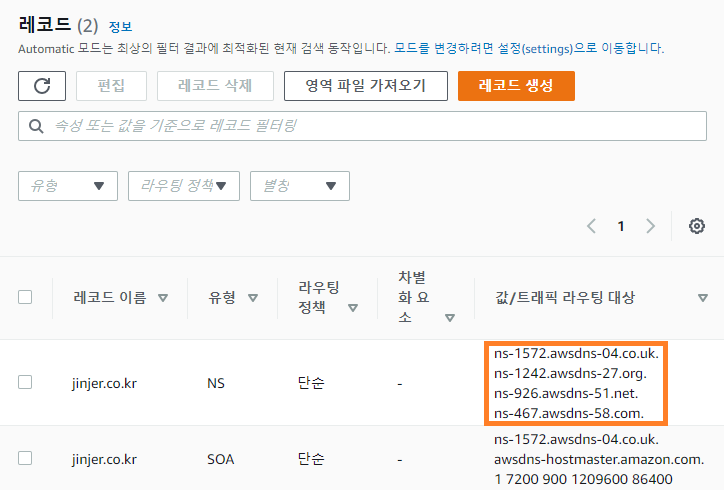 레코드 (2) 정보
Automatic 모드는 최상의 필터 결과에 최적화된 현재 검색 동작입니다. 모드를 변경하려면 설정(settings)으로 이동합니다.
편집 레코드 삭제 영역 파일 가져오기 레코드 생성
속성 또는 값을 기준으로 레코드 필터링
유형 라우팅 정책 별칭
1
레코드 이름 유형 라우팅 정책 차별화 요소 값/트래픽 라우팅 대상
jinjer.co.kr NS 단순 - ns-1572.awsdns-04.co.uk.
ns-1242.awsdns-27.org.
ns-926.awsdns-51.net.
ns-467.awsdns-58.com.
jinjer.co.kr SOA 단순 - ns-1572.awsdns-04.co.uk.
awsdns-hostmaster.amazon.com.
1 7200 900 1209600 86400